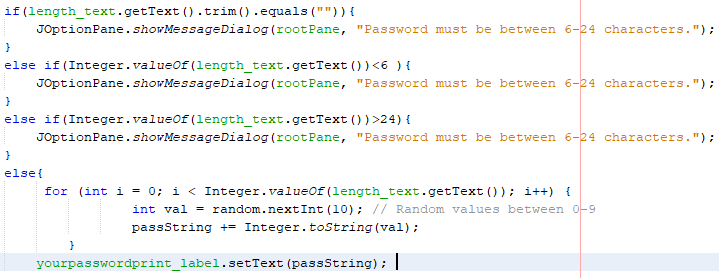 if(length_text.getText().trim().equals("")){
JOptionPane.showMessageDialog(rootPane, "Password must be between 6-24 characters.");
}
else if(Integer.valueOf(length_text.getText())<6 ){
JOptionPane.showMessageDialog(rootPane, "Password must be between 6-24 characters.");
}
else if(Integer.valueOf(length_text.getText())>24){
JOptionPane.showMessageDialog(rootPane, "Password must be between 6-24 characters.");
}
else{
for (int i = 0; i < Integer.valueOf(length_text.getText()); i++) {
int val = random.nextInt(10); // Random values between 0-9
passString += Integer.toString(val);
}
yourpasswordprint_label.setText(passString);